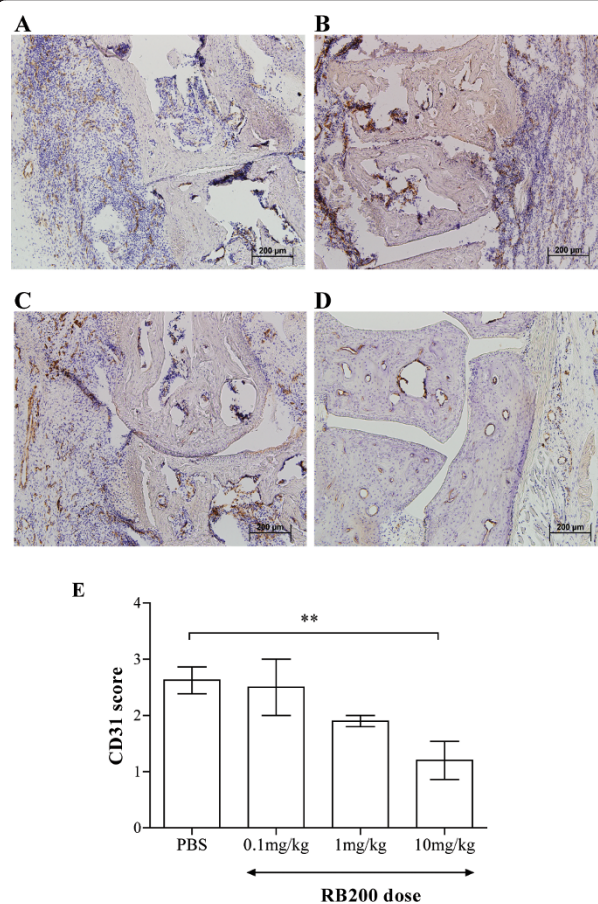 A
B
200 µm
200 µm
C
D
200 µm
200 µm
E
4
**
3
CD31 score
2
1
0
PBS
0.1mg/kg
1mg/kg
10mg/kg
RB200 dose